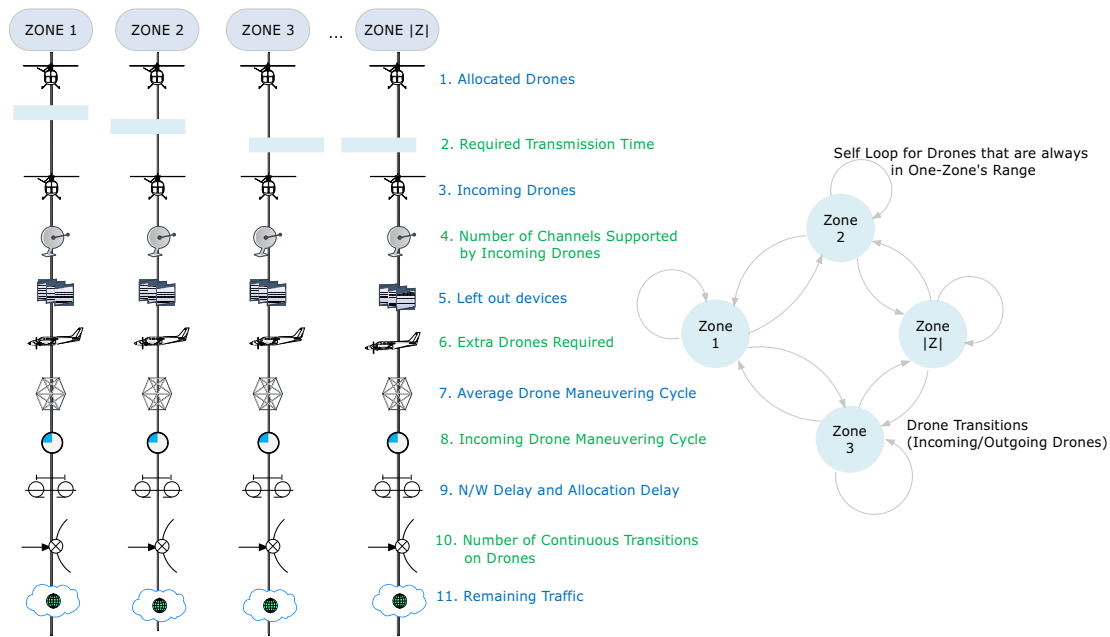 ZONE 1
ZONE 2
ZONE 3
...
ZONE |Z|
1. Allocated Drones
2. Required Transmission Time
3. Incoming Drones
4. Number of Channels Supported
by Incoming Drones
5. Left out devices
6. Extra Drones Required
7. Average Drone Maneuvering Cycle
8. Incoming Drone Maneuvering Cycle
9. N/W Delay and Allocation Delay
10. Number of Continuous Transitions
on Drones
11. Remaining Traffic
Self Loop for Drones that are always
in One-Zone's Range
Zone
2
Zone
1
Zone
|Z|
Zone
3
Drone Transitions
(Incoming/Outgoing Drones)